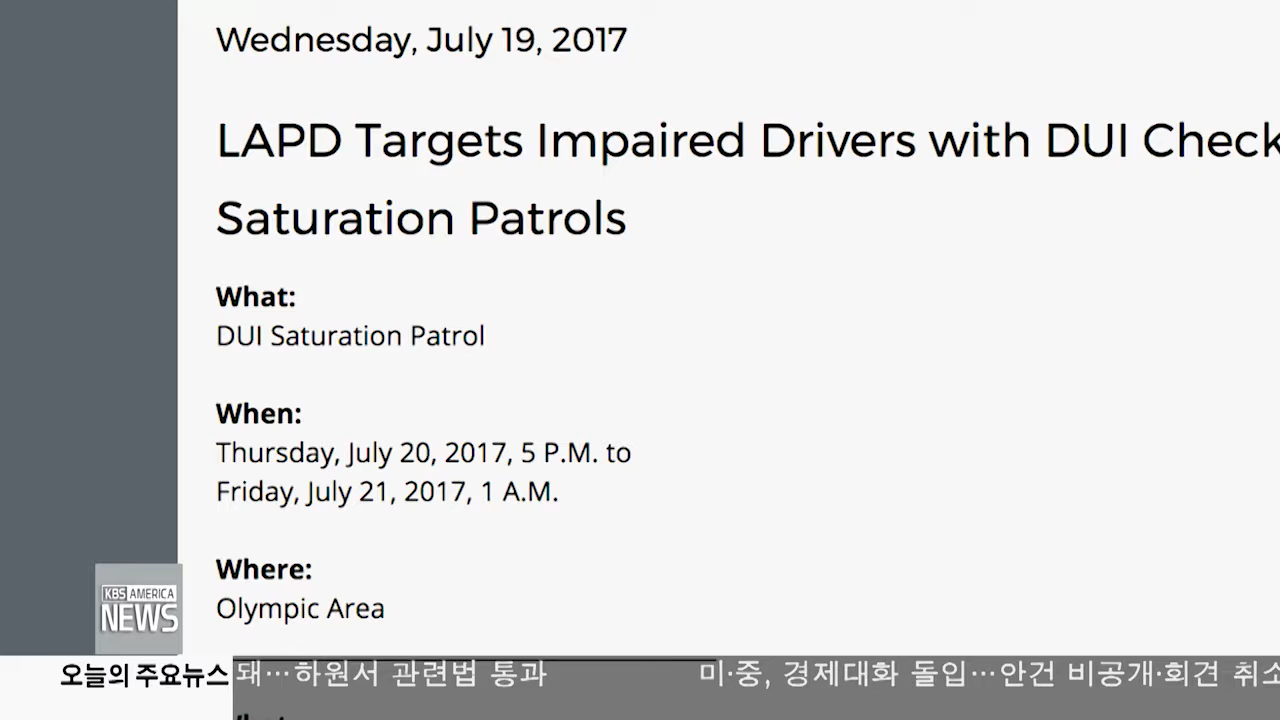 Wednesday, July 19, 2017
LAPD Targets Impaired Drivers with DUI Check
Saturation Patrols
What:
DUI Saturation Patrol
When:
Thursday, July 20, 2017, 5 P.M. to
Friday, July 21, 2017, 1 A.M.
Where:
Olympic Area
KBS AMERICA
NEWS
오늘의 주요뉴스
돼…하원서 관련법 통과 미·중, 경제대화 돌입…안건 비공개·회견 취소